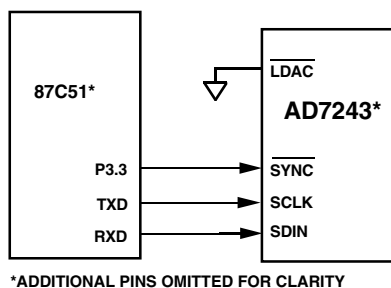 LDAC
87C51*
AD7243*
P3.3
SYNC
TXD
SCLK
RXD
SDIN
*ADDITIONAL PINS OMITTED FOR CLARITY